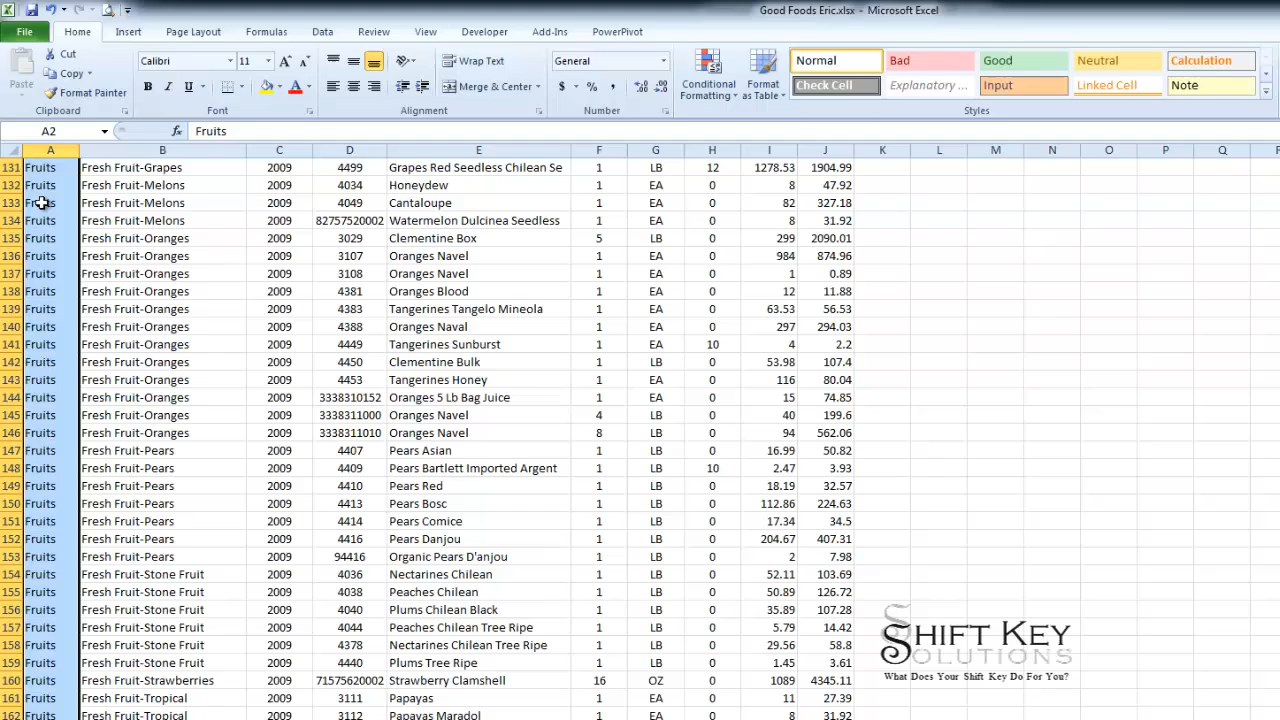 Good Foods Eric.xlsx - Microsoft Excel
File Home Insert Page Layout Formulas Data Review View Developer Add-Ins PowerPivot
Paste Cut Copy Format Painter Clipboard
Calibri 11 B I U A A A Font
Wrap Text Merge & Center Alignment
General $ % , .0 .00 .00 .0 Number
Conditional Formatting Format as Table
Normal Bad Good Neutral Calculation
Check Cell Explanatory ... Input Linked Cell Note
Styles
A2 fx Fruits
A B C D E F G H I J K L M N O P Q
131 Fruits Fresh Fruit-Grapes 2009 4499 Grapes Red Seedless Chilean Se 1 LB 12 1278.53 1904.99
132 Fruits Fresh Fruit-Melons 2009 4034 Honeydew 1 EA 0 8 47.92
133 Fruits Fresh Fruit-Melons 2009 4049 Cantaloupe 1 EA 0 82 327.18
134 Fruits Fresh Fruit-Melons 2009 82757520002 Watermelon Dulcinea Seedless 1 EA 0 8 31.92
135 Fruits Fresh Fruit-Oranges 2009 3029 Clementine Box 5 LB 0 299 2090.01
136 Fruits Fresh Fruit-Oranges 2009 3107 Oranges Navel 1 EA 0 984 874.96
137 Fruits Fresh Fruit-Oranges 2009 3108 Oranges Navel 1 EA 0 1 0.89
138 Fruits Fresh Fruit-Oranges 2009 4381 Oranges Blood 1 EA 0 12 11.88
139 Fruits Fresh Fruit-Oranges 2009 4383 Tangerines Tangelo Mineola 1 EA 0 63.53 56.53
140 Fruits Fresh Fruit-Oranges 2009 4388 Oranges Naval 1 EA 0 297 294.03
141 Fruits Fresh Fruit-Oranges 2009 4449 Tangerines Sunburst 1 EA 10 4 2.2
142 Fruits Fresh Fruit-Oranges 2009 4450 Clementine Bulk 1 LB 0 53.98 107.4
143 Fruits Fresh Fruit-Oranges 2009 4453 Tangerines Honey 1 EA 0 116 80.04
144 Fruits Fresh Fruit-Oranges 2009 3338310152 Oranges 5 Lb Bag Juice 1 EA 0 15 74.85
145 Fruits Fresh Fruit-Oranges 2009 3338311000 Oranges Navel 4 LB 0 40 199.6
146 Fruits Fresh Fruit-Oranges 2009 3338311010 Oranges Navel 8 LB 0 94 562.06
147 Fruits Fresh Fruit-Pears 2009 4407 Pears Asian 1 LB 0 16.99 50.82
148 Fruits Fresh Fruit-Pears 2009 4409 Pears Bartlett Imported Argent 1 LB 10 2.47 3.93
149 Fruits Fresh Fruit-Pears 2009 4410 Pears Red 1 LB 0 18.19 32.57
150 Fruits Fresh Fruit-Pears 2009 4413 Pears Bosc 1 LB 0 112.86 224.63
151 Fruits Fresh Fruit-Pears 2009 4414 Pears Comice 1 LB 0 17.34 34.5
152 Fruits Fresh Fruit-Pears 2009 4416 Pears Danjou 1 LB 0 204.67 407.31
153 Fruits Fresh Fruit-Pears 2009 94416 Organic Pears D'anjou 1 LB 0 2 7.98
154 Fruits Fresh Fruit-Stone Fruit 2009 4036 Nectarines Chilean 1 LB 0 52.11 103.69
155 Fruits Fresh Fruit-Stone Fruit 2009 4038 Peaches Chilean 1 LB 0 50.89 126.72
156 Fruits Fresh Fruit-Stone Fruit 2009 4040 Plums Chilean Black 1 LB 0 35.89 107.28
157 Fruits Fresh Fruit-Stone Fruit 2009 4044 Peaches Chilean Tree Ripe 1 LB 0 5.79 14.42
158 Fruits Fresh Fruit-Stone Fruit 2009 4378 Nectarines Chilean Tree Ripe 1 LB 0 29.56 58.8
159 Fruits Fresh Fruit-Stone Fruit 2009 4440 Plums Tree Ripe 1 LB 0 1.45 3.61
160 Fruits Fresh Fruit-Strawberries 2009 71575620002 Strawberry Clamshell 16 OZ 0 1089 4345.11
161 Fruits Fresh Fruit-Tropical 2009 3111 Papayas 1 EA 0 11 27.39
162 Fruits Fresh Fruit-Tropical 2009 3112 Papayas Maradol 1 EA 0 8 31.92
SHIFT KEY
SOLUTIONS
What Does Your Shift Key Do For You?